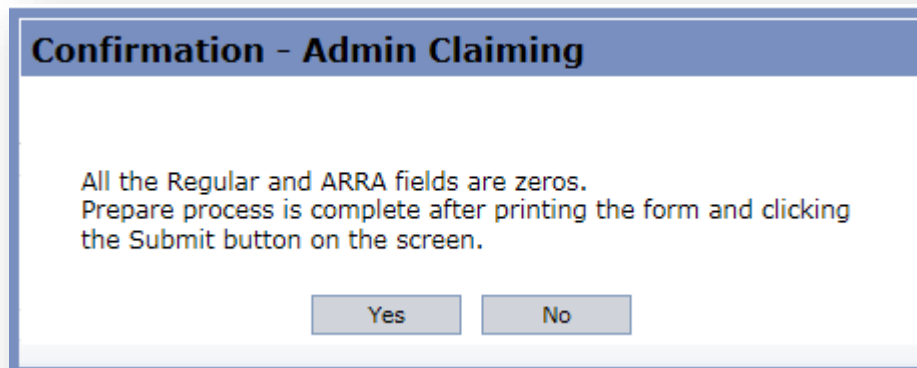 Confirmation - Admin Claiming
All the Regular and ARRA fields are zeros.
Prepare process is complete after printing the form and clicking
the Submit button on the screen.
Yes No